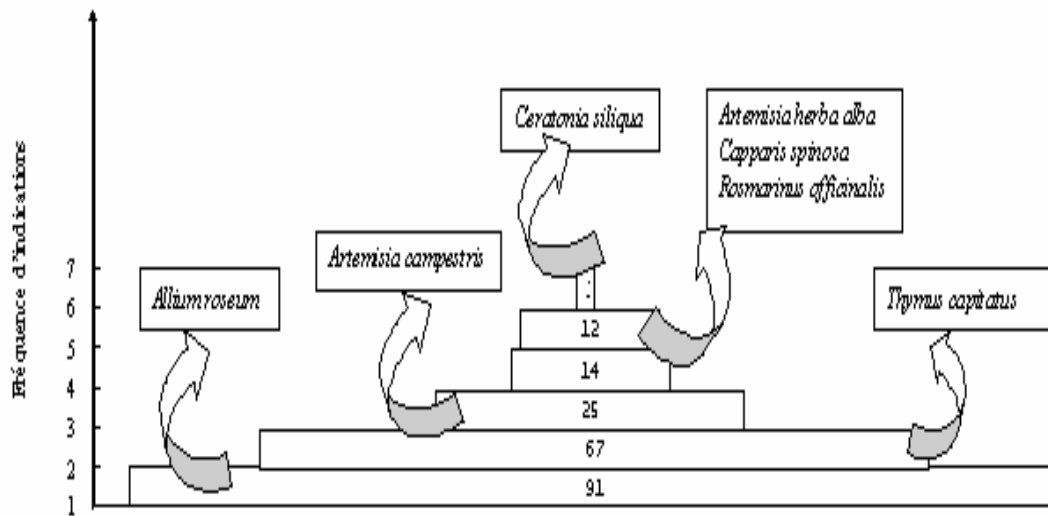 Fréquence d'indications
7
6
5
4
3
2
1
Allium roseum
Artemisia campestris
Ceratonia siliqua
Artemisia herba alba
Capparis spinosa
Rosmarinus officinalis
Thymus capitatus
12
14
25
67
91